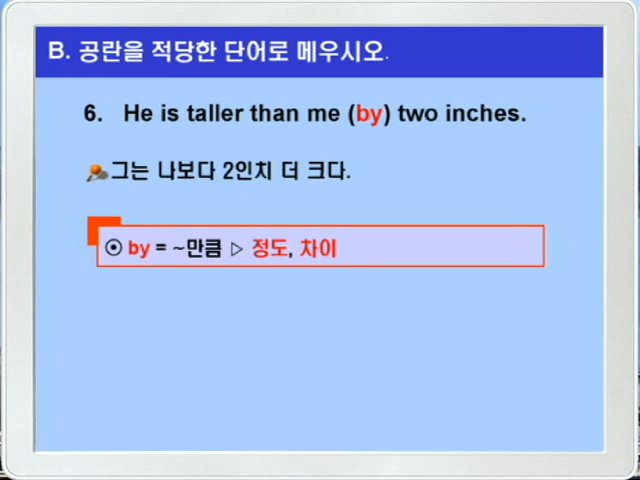 B. 공란을 적당한 단어로 메우시오.
6. He is taller than me (by) two inches.
그는 나보다 2인치 더 크다.
⊙ by = ~만큼 ▷ 정도, 차이